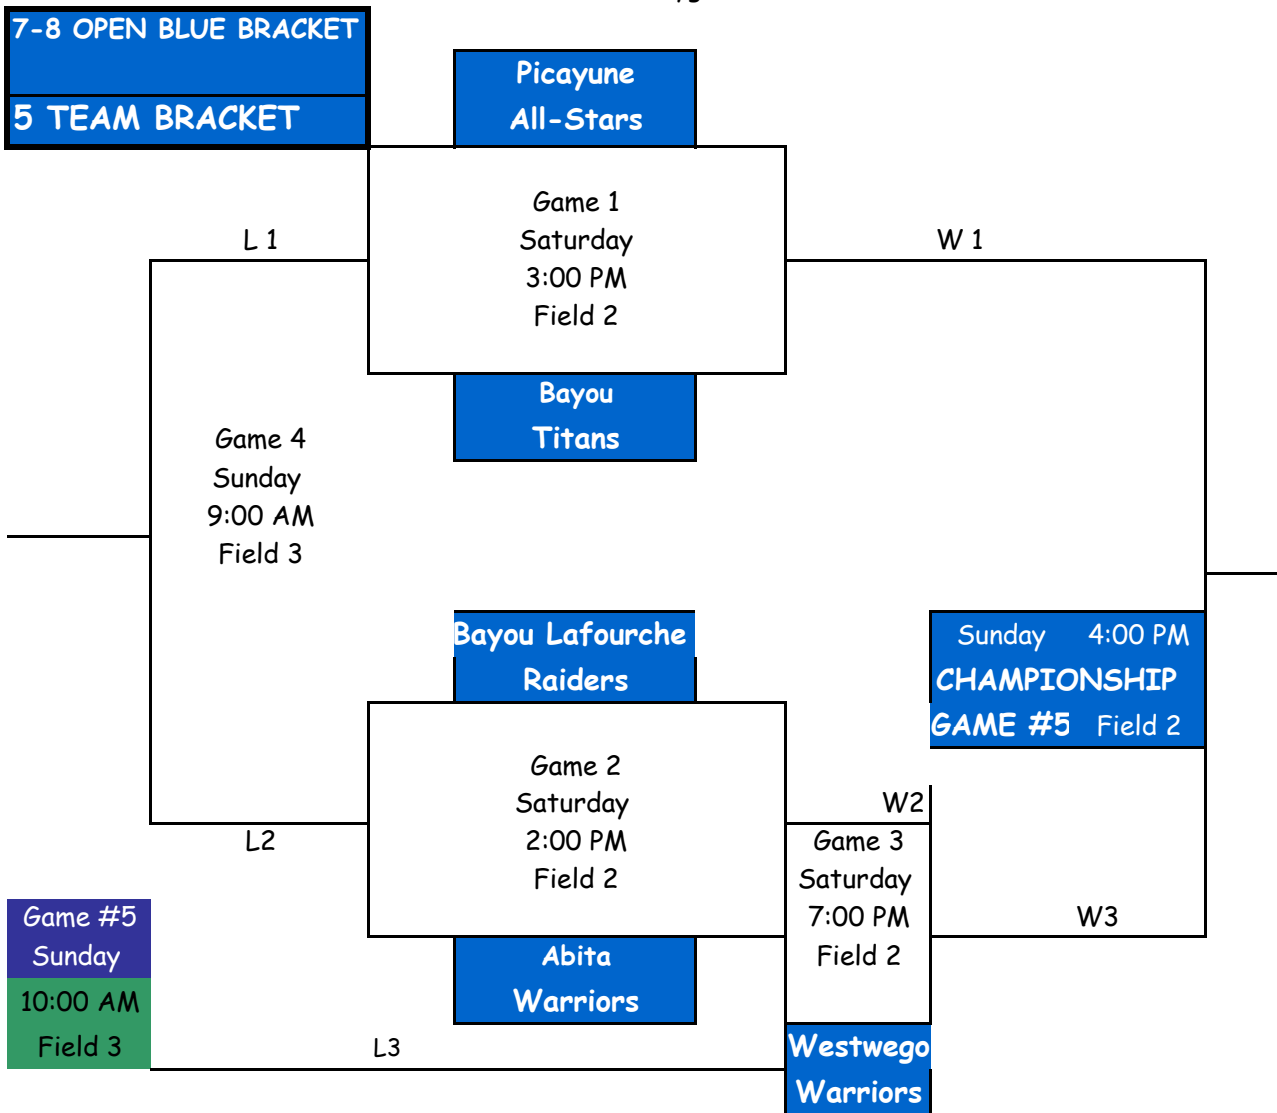 7-8 OPEN BLUE BRACKET
5 TEAM BRACKET
Picayune
All-Stars
Game 1
Saturday
3:00 PM
Field 2
L 1
W 1
Bayou
Titans
Game 4
Sunday
9:00 AM
Field 3
Bayou Lafourche
Raiders
Sunday 4:00 PM
CHAMPIONSHIP
GAME #5 Field 2
Game 2
Saturday
2:00 PM
Field 2
L2
W2
Game 3
Saturday
7:00 PM
Field 2
W3
Abita
Warriors
Game #5
Sunday
10:00 AM
Field 3
L3
Westwego
Warriors